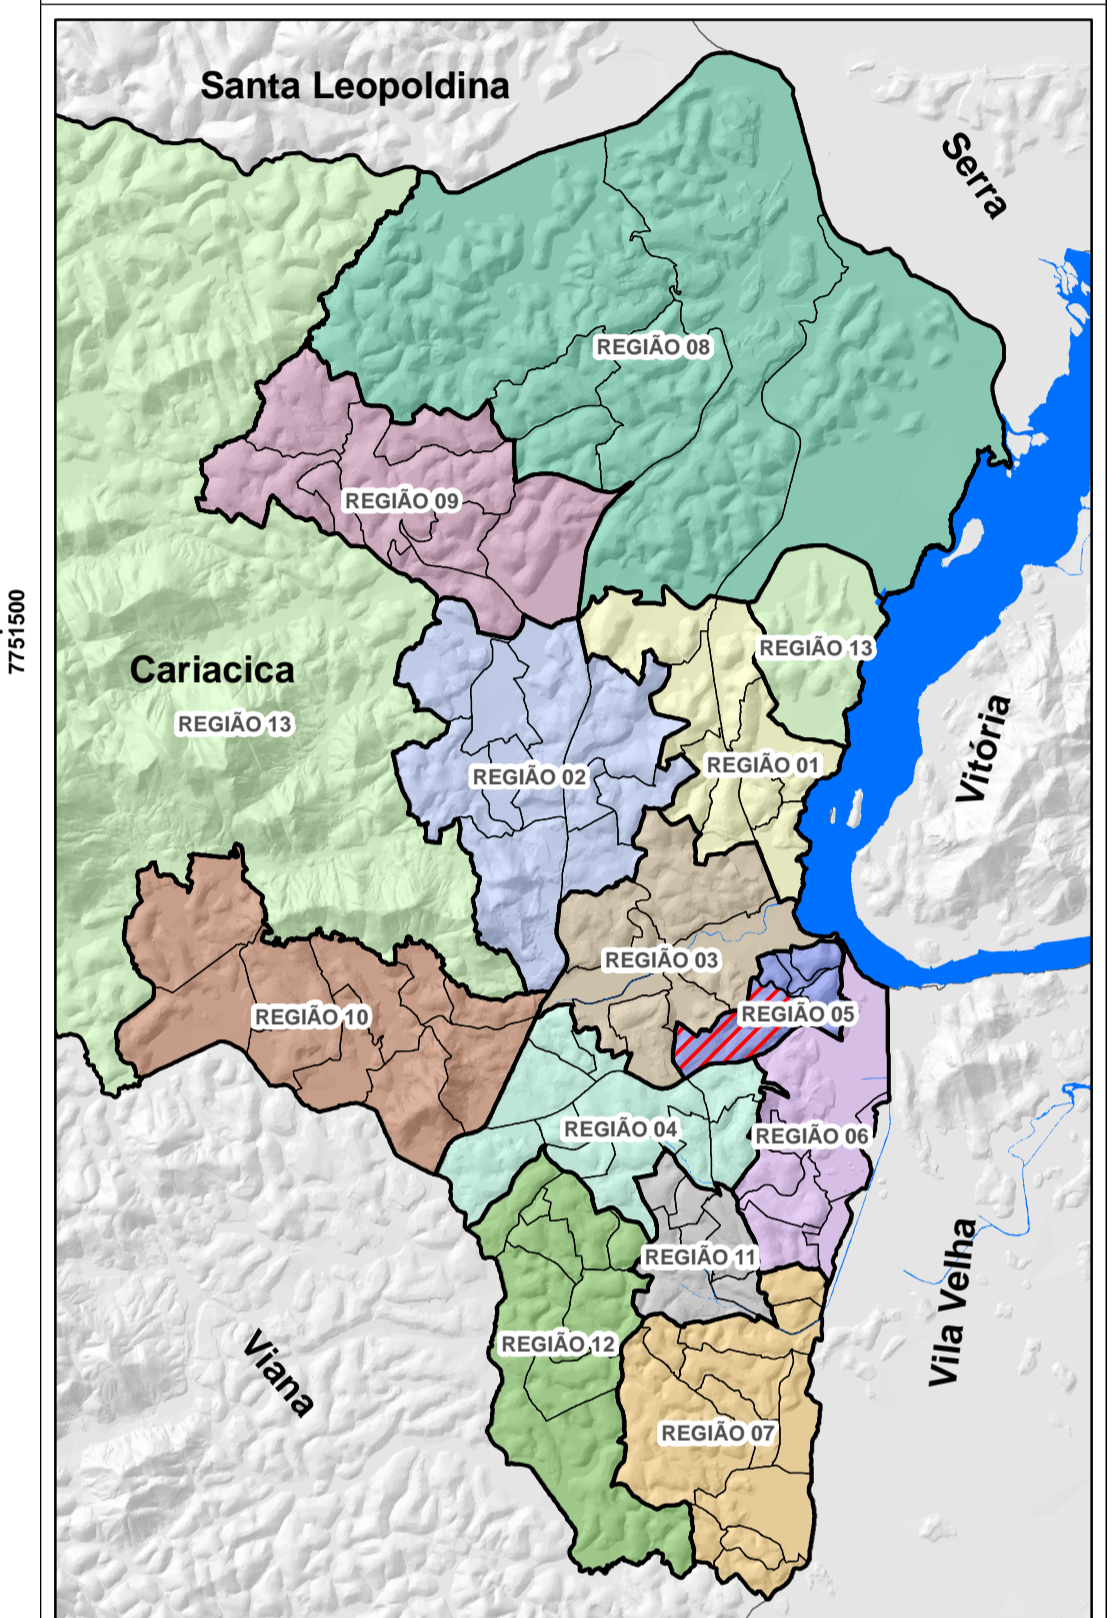 Santa Leopoldina
Serra
REGIÃO 08
REGIÃO 09
7751500
REGIÃO 13
Cariacica
REGIÃO 13
Vitória
REGIÃO 01
REGIÃO 02
REGIÃO 03
REGIÃO 05
REGIÃO 10
REGIÃO 04
REGIÃO 06
REGIÃO 11
Vila Velha
REGIÃO 12
Viana
REGIÃO 07